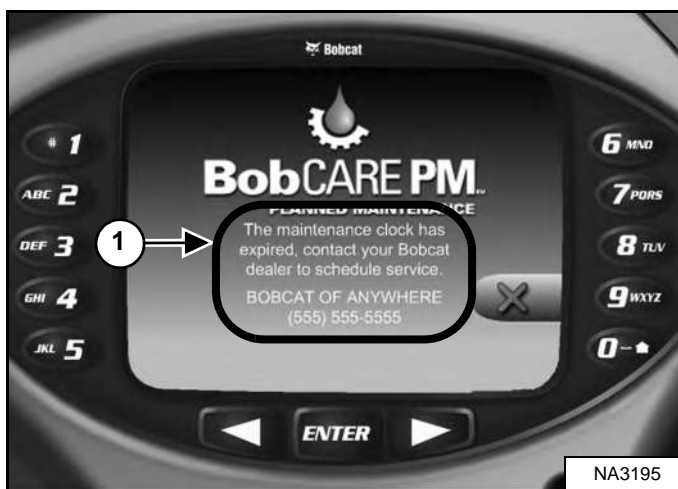 Bobcat
# 1
ABC 2
DEF 3
GHI 4
JKL 5
BobCARE PM™
PLANNED MAINTENANCE
The maintenance clock has
expired, contact your Bobcat
dealer to schedule service.
BOBCAT OF ANYWHERE
(555) 555-5555
1
6 MNO
7 PQRS
8 TUV
9 WXYZ
0-
ENTER
NA3195